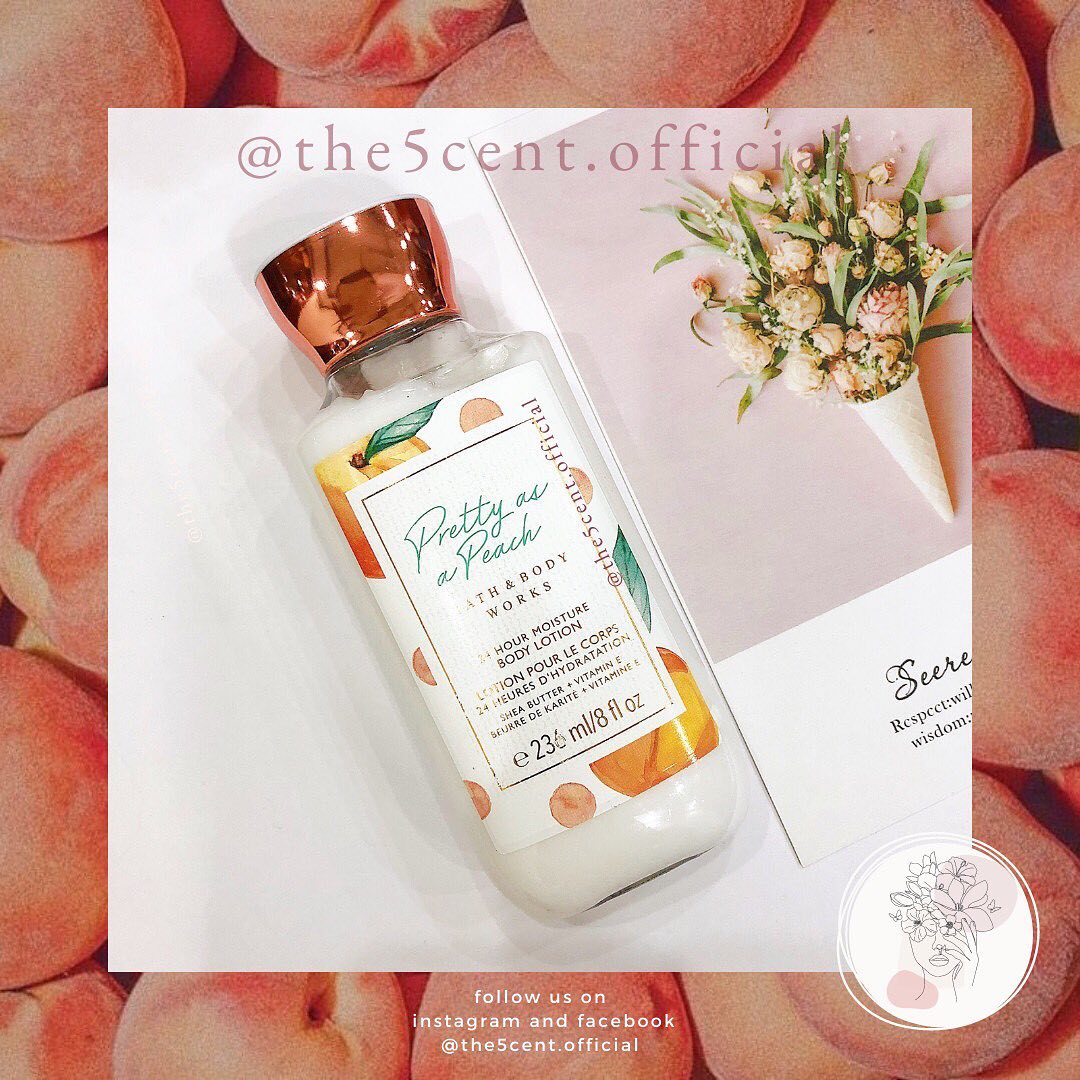 @the5cent.official
Pretty as
a Peach
BATH & BODY
WORKS
24 HOUR MOISTURE
BODY LOTION
LOTION POUR LE CORPS
24 HEURES D'HYDRATATION
SHEA BUTTER + VITAMIN E
BEURRE DE KARITÉ + VITAMINE E
e 236 ml/8 fl oz
@the5cent.official
Respect:wil
wisdom:
follow us on
instagram and facebook
@the5cent.official